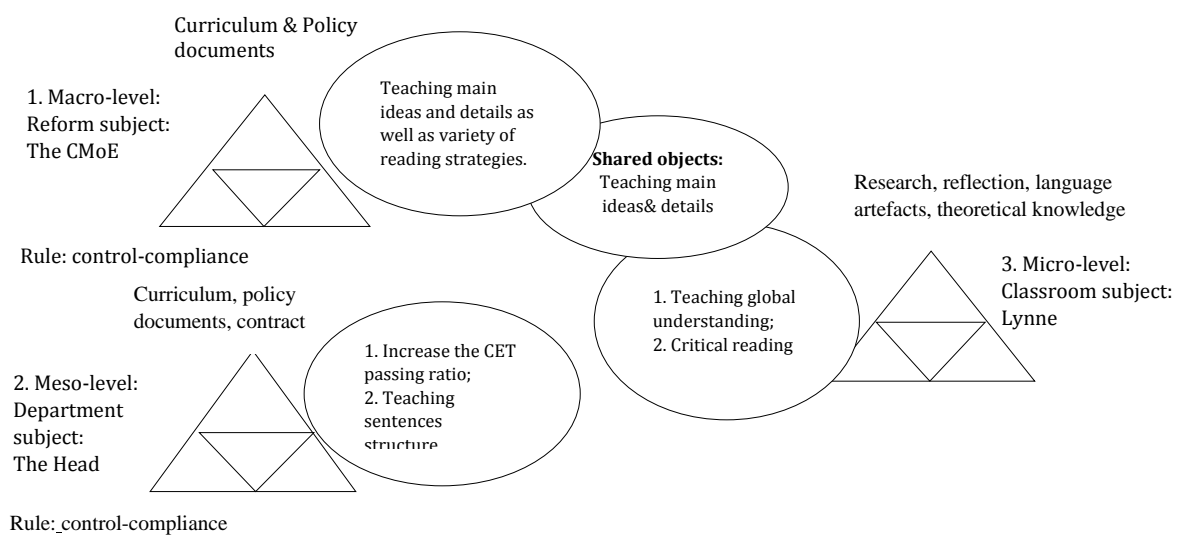 Curriculum & Policy
documents
1. Macro-level:
Reform subject:
The CMoE
Teaching main
ideas and details as
well as variety of
reading strategies.
Shared objects:
Teaching main
ideas& details
Research, reflection, language
artefacts, theoretical knowledge
Rule: control-compliance
3. Micro-level:
Classroom subject:
Lynne
1. Teaching global
understanding;
2. Critical reading
Curriculum, policy
documents, contract
2. Meso-level:
Department
subject:
The Head
1. Increase the CET
passing ratio;
2. Teaching
sentences
structure
Rule: control-compliance